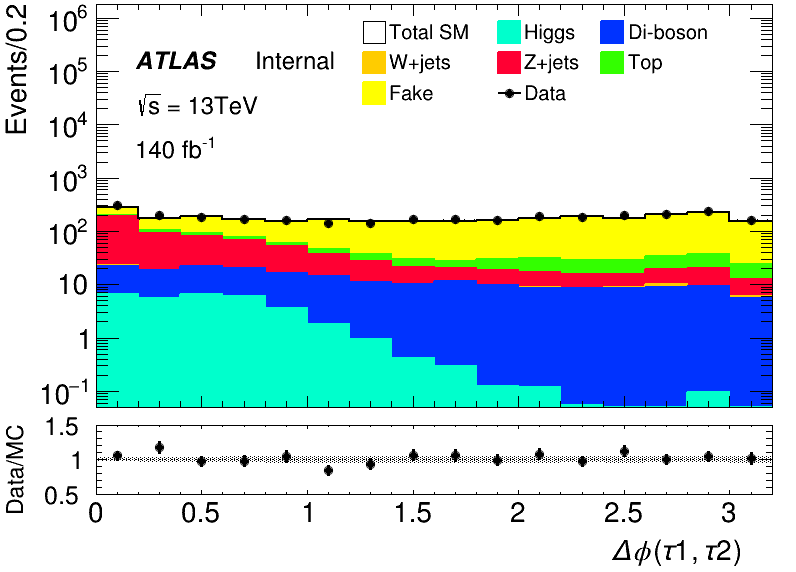 Events/0.2
10⁶
10⁵
10⁴
10³
10²
10
1
10⁻¹
ATLAS Internal
√s = 13TeV
140 fb⁻¹
Total SM Higgs Di-boson
W+jets Z+jets Top
Fake Data
Data/MC
1.5
1
0.5
0 0.5 1 1.5 2 2.5 3
Δϕ(τ1, τ2)